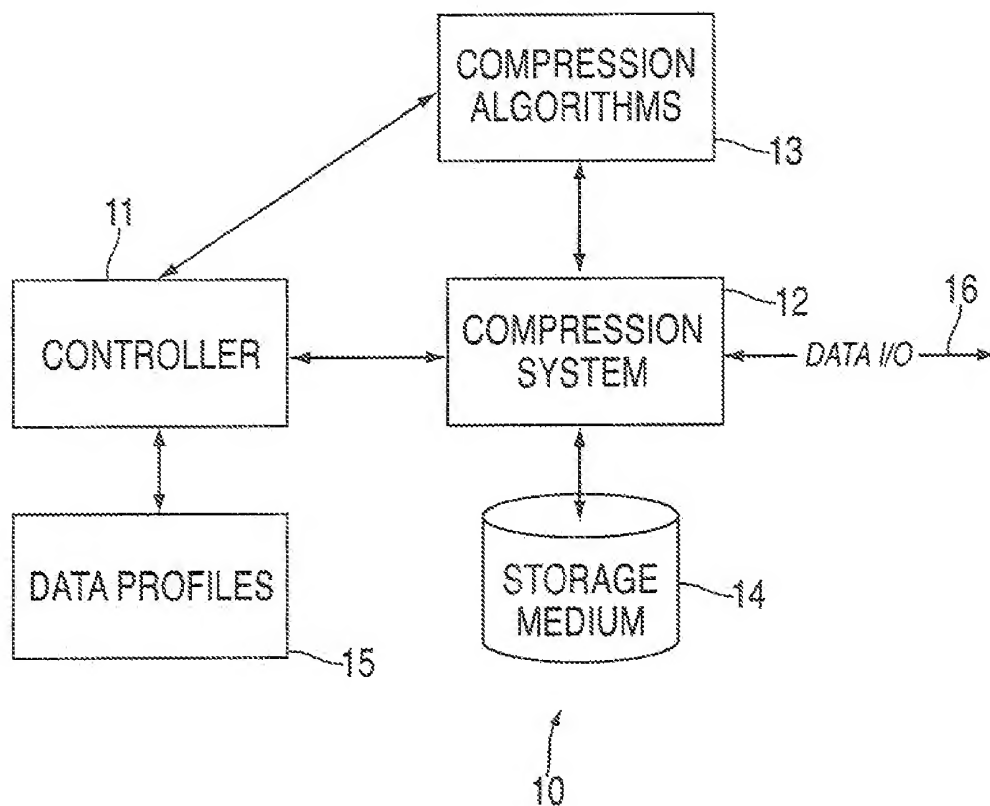 COMPRESSION
ALGORITHMS
13
11
CONTROLLER
COMPRESSION
SYSTEM
12
DATA I/O
16
DATA PROFILES
15
STORAGE
MEDIUM
14
10